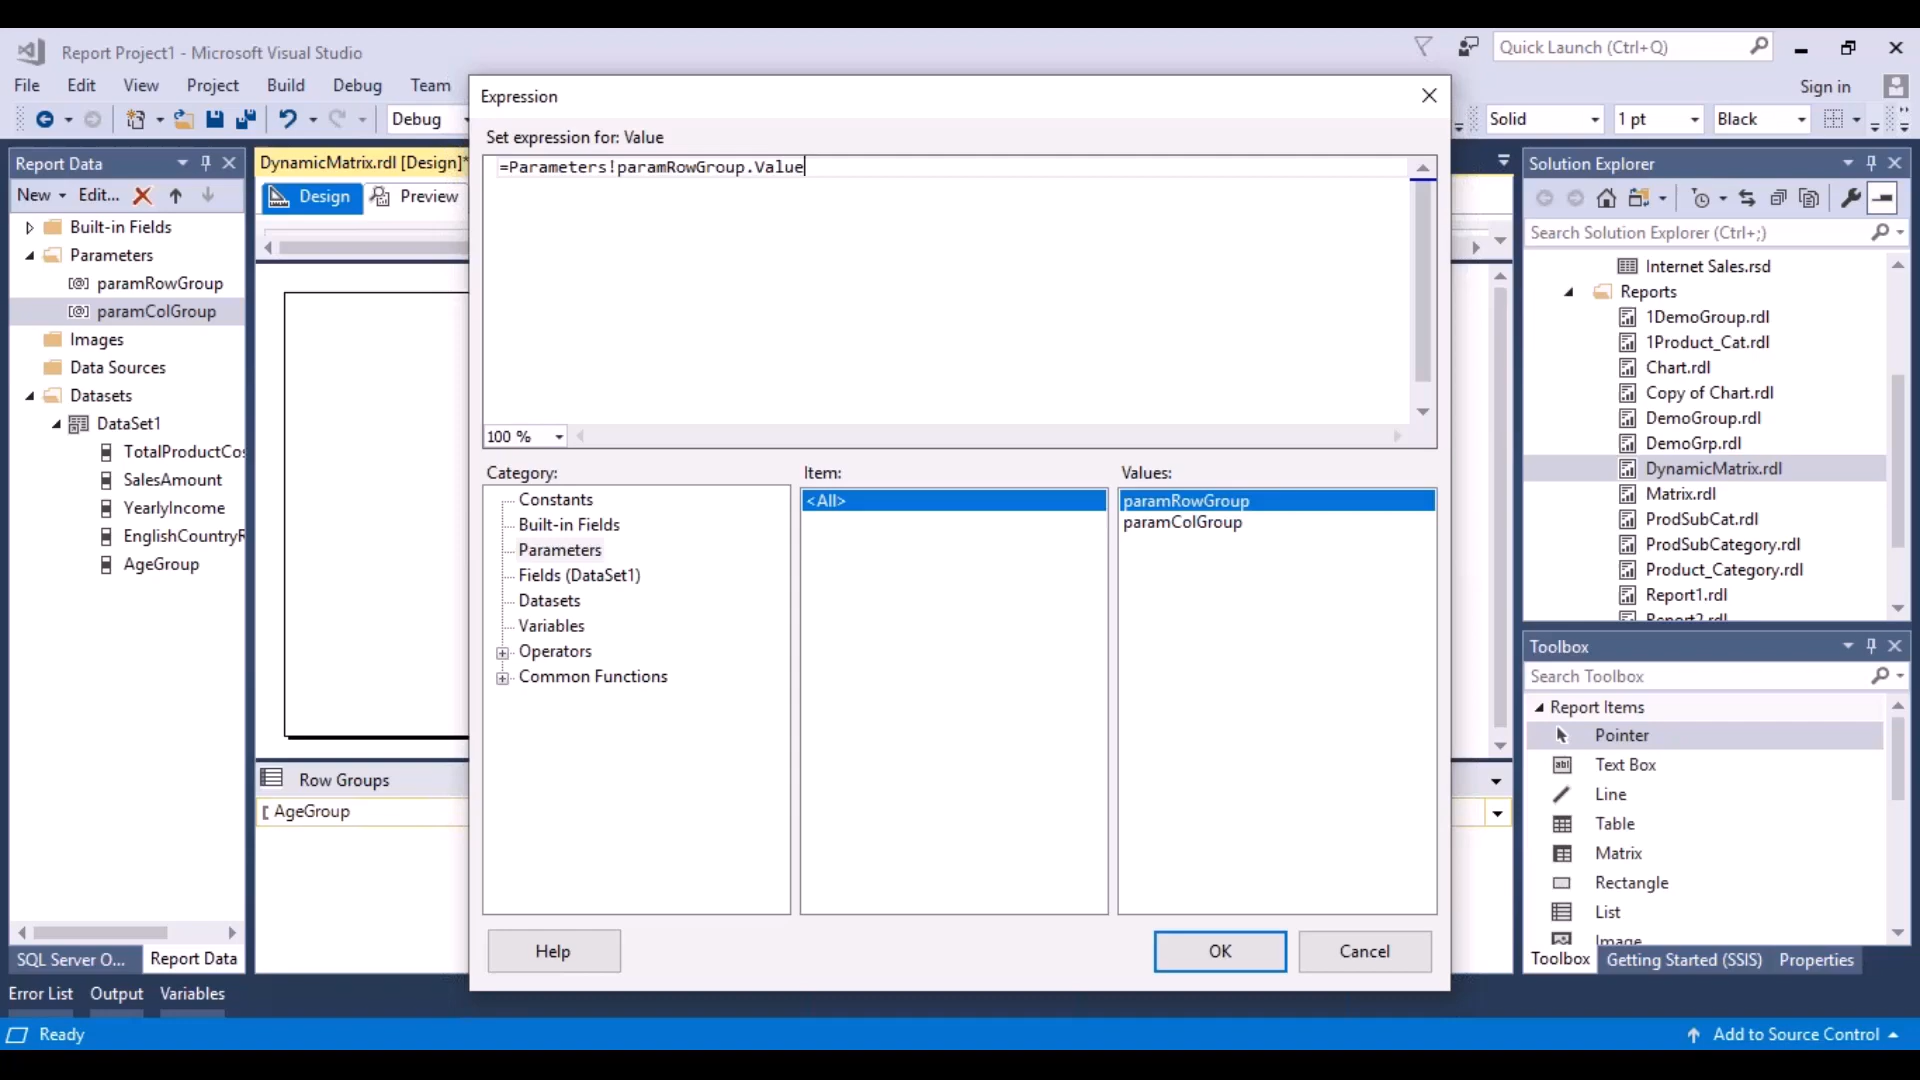 Report Project1 - Microsoft Visual Studio
Quick Launch (Ctrl+Q)
File Edit View Project Build Debug Team
Sign in
Debug
Solid 1 pt Black
Report Data
New Edit...
Built-in Fields
Parameters
[@] paramRowGroup
[@] paramColGroup
Images
Data Sources
Datasets
DataSet1
TotalProductCos
SalesAmount
YearlyIncome
EnglishCountryR
AgeGroup
SQL Server O... Report Data
DynamicMatrix.rdl [Design]*
Design Preview
Row Groups
[ AgeGroup
Expression
Set expression for: Value
=Parameters!paramRowGroup.Value
100 %
Category:
Constants
Built-in Fields
Parameters
Fields (DataSet1)
Datasets
Variables
Operators
Common Functions
Item:
<All>
Values:
paramRowGroup
paramColGroup
Help OK Cancel
Solution Explorer
Search Solution Explorer (Ctrl+;)
Internet Sales.rsd
Reports
1DemoGroup.rdl
1Product_Cat.rdl
Chart.rdl
Copy of Chart.rdl
DemoGroup.rdl
DemoGrp.rdl
DynamicMatrix.rdl
Matrix.rdl
ProdSubCat.rdl
ProdSubCategory.rdl
Product_Category.rdl
Report1.rdl
Report2.rdl
Toolbox
Search Toolbox
Report Items
Pointer
abl Text Box
Line
Table
Matrix
Rectangle
List
Image
Toolbox Getting Started (SSIS) Properties
Error List Output Variables
Ready
Add to Source Control